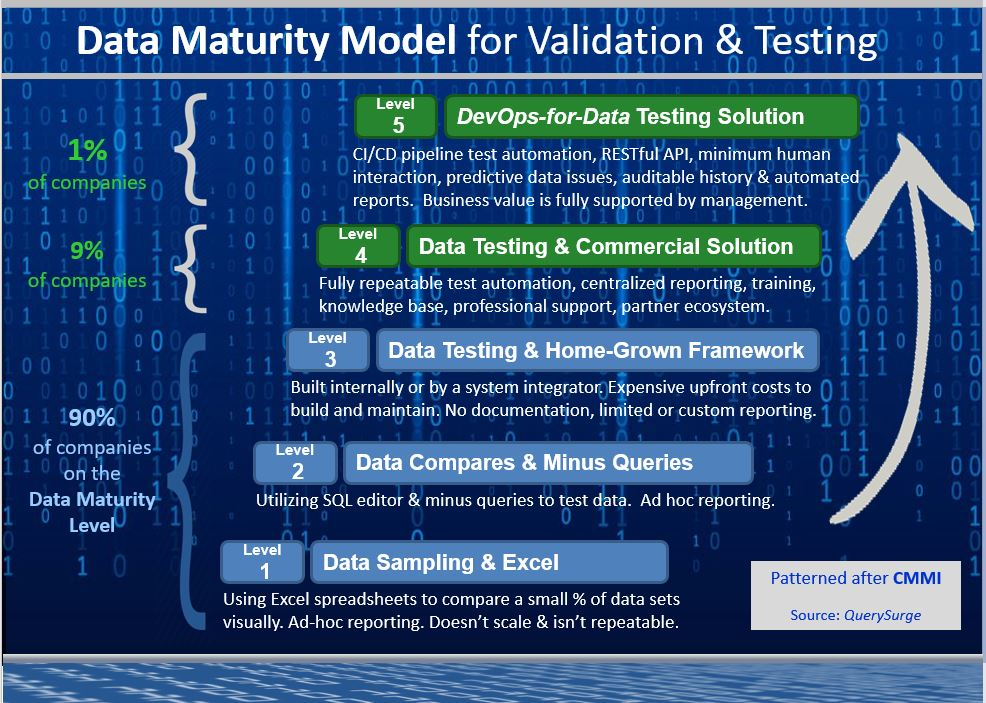 Data Maturity Model for Validation & Testing
1%
of companies
Level
5
DevOps-for-Data Testing Solution
CI/CD pipeline test automation, RESTful API, minimum human
interaction, predictive data issues, auditable history & automated
reports. Business value is fully supported by management.
9%
of companies
Level
4
Data Testing & Commercial Solution
Fully repeatable test automation, centralized reporting, training,
knowledge base, professional support, partner ecosystem.
90%
of companies
on the
Data Maturity
Level
Level
3
Data Testing & Home-Grown Framework
Built internally or by a system integrator. Expensive upfront costs to
build and maintain. No documentation, limited or custom reporting.
Level
2
Data Compares & Minus Queries
Utilizing SQL editor & minus queries to test data. Ad hoc reporting.
Level
1
Data Sampling & Excel
Using Excel spreadsheets to compare a small % of data sets
visually. Ad-hoc reporting. Doesn't scale & isn't repeatable.
Patterned after CMMI
Source: QuerySurge